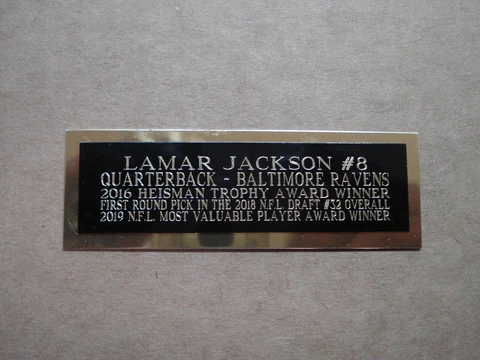 LAMAR JACKSON #8
QUARTERBACK ~ BALTIMORE RAVENS
2016 HEISMAN TROPHY AWARD WINNER
FIRST ROUND PICK IN THE 2018 N.F.L. DRAFT #32 OVERALL
2019 N.F.L. MOST VALUABLE PLAYER AWARD WINNER